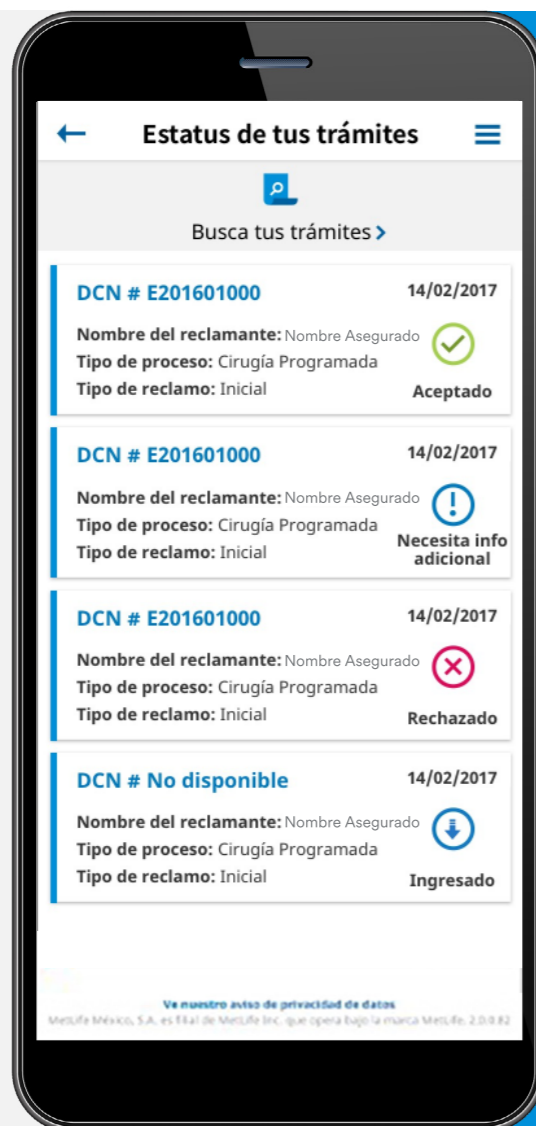 Estatus de tus trámites
Busca tus trámites >
DCN # E201601000
14/02/2017
Nombre del reclamante: Nombre Asegurado
Tipo de proceso: Cirugía Programada
Tipo de reclamo: Inicial
Aceptado
DCN # E201601000
14/02/2017
Nombre del reclamante: Nombre Asegurado
Tipo de proceso: Cirugía Programada
Tipo de reclamo: Inicial
Necesita info
adicional
DCN # E201601000
14/02/2017
Nombre del reclamante: Nombre Asegurado
Tipo de proceso: Cirugía Programada
Tipo de reclamo: Inicial
Rechazado
DCN # No disponible
14/02/2017
Nombre del reclamante: Nombre Asegurado
Tipo de proceso: Cirugía Programada
Tipo de reclamo: Inicial
Ingresado
Ve nuestro aviso de privacidad de datos
MetLife México, S.A. es filial de MetLife Inc. que opera bajo la marca MetLife. 2.0.0.82